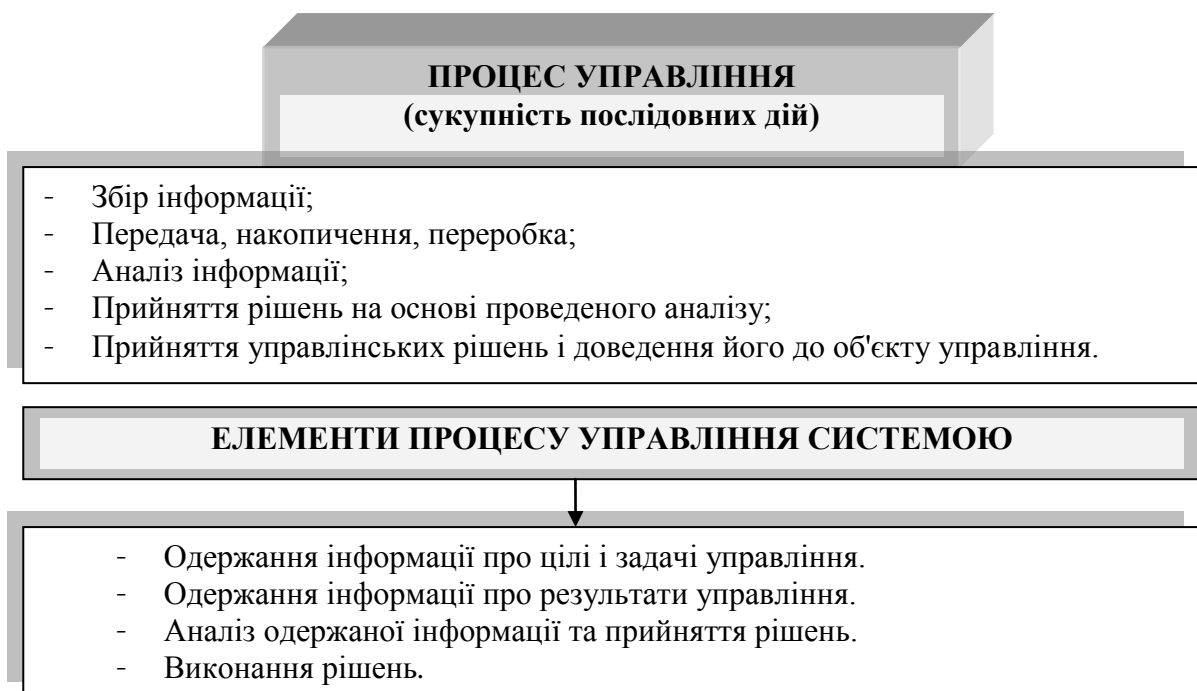 ПРОЦЕС УПРАВЛІННЯ
(сукупність послідовних дій)
- Збір інформації;
- Передача, накопичення, переробка;
- Аналіз інформації;
- Прийняття рішень на основі проведеного аналізу;
- Прийняття управлінських рішень і доведення його до об'єкту управління.
ЕЛЕМЕНТИ ПРОЦЕСУ УПРАВЛІННЯ СИСТЕМОЮ
- Одержання інформації про цілі і задачі управління.
- Одержання інформації про результати управління.
- Аналіз одержаної інформації та прийняття рішень.
- Виконання рішень.